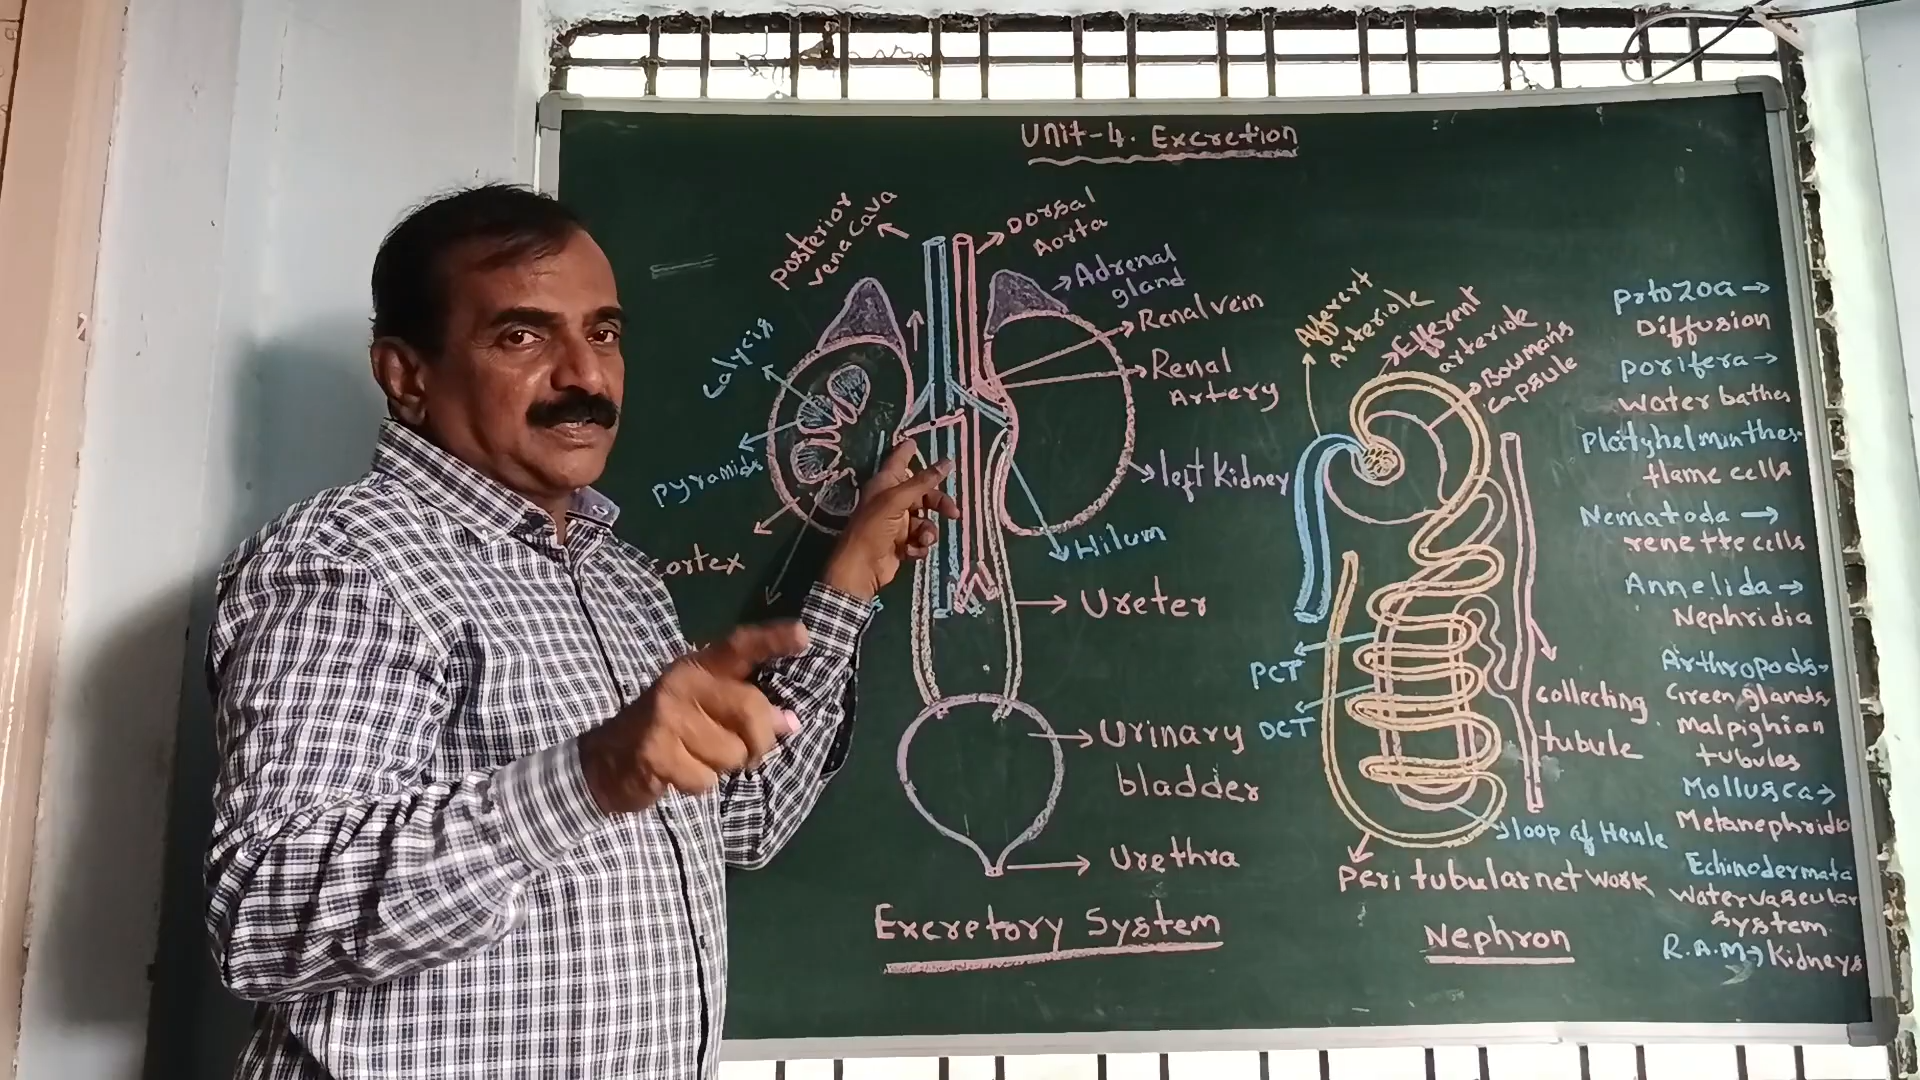 Unit-4. Excretion
Posterior
venacava
Dorsal
Aorta
Adrenal
gland
Renal vein
Renal
Artery
left Kidney
Hilum
Ureter
Urinary
bladder
Urethra
Calycis
Pyramids
cortex
Excretory System
Afferent
Arteriole
Efferent
arteriole
Bowman's
capsule
PCT
DCT
collecting
tubule
loop of Henle
Peri tubular net work
Nephron
Protozoa →
Diffusion
Porifera →
Water bathes
Platyhelminthes-
flame cells
Nematoda →
renette cells
Annelida →
Nephridia
Arthropods-
Green glands
Malpighian
tubules
Mollusca →
Metanephridio
Echinodermata
Water vascular
system
R.A.M → Kidneys